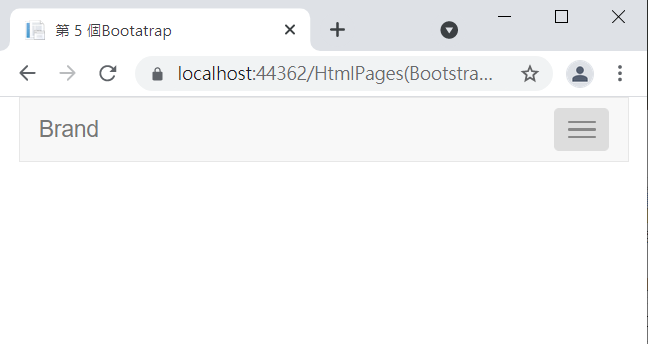 第 5 個Bootatrap
localhost:44362/HtmlPages(Bootstra...
Brand